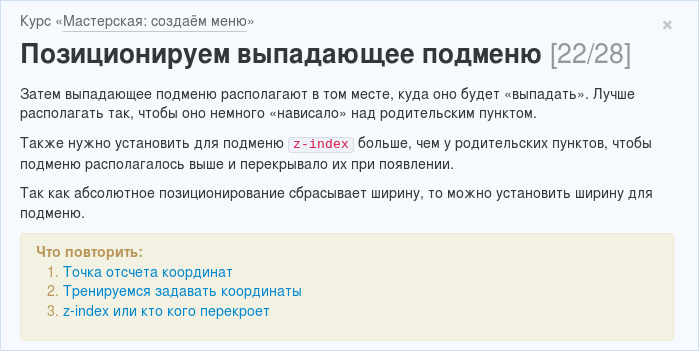 Курс «Мастерская: создаём меню»
×
Позиционируем выпадающее подменю [22/28]
Затем выпадающее подменю располагают в том месте, куда оно будет «выпадать». Лучше
располагать так, чтобы оно немного «нависало» над родительским пунктом.
Также нужно установить для подменю z-index больше, чем у родительских пунктов, чтобы
подменю располагалось выше и перекрывало их при появлении.
Так как абсолютное позиционирование сбрасывает ширину, то можно установить ширину для
подменю.
Что повторить:
1. Точка отсчета координат
2. Тренируемся задавать координаты
3. z-index или кто кого перекроет